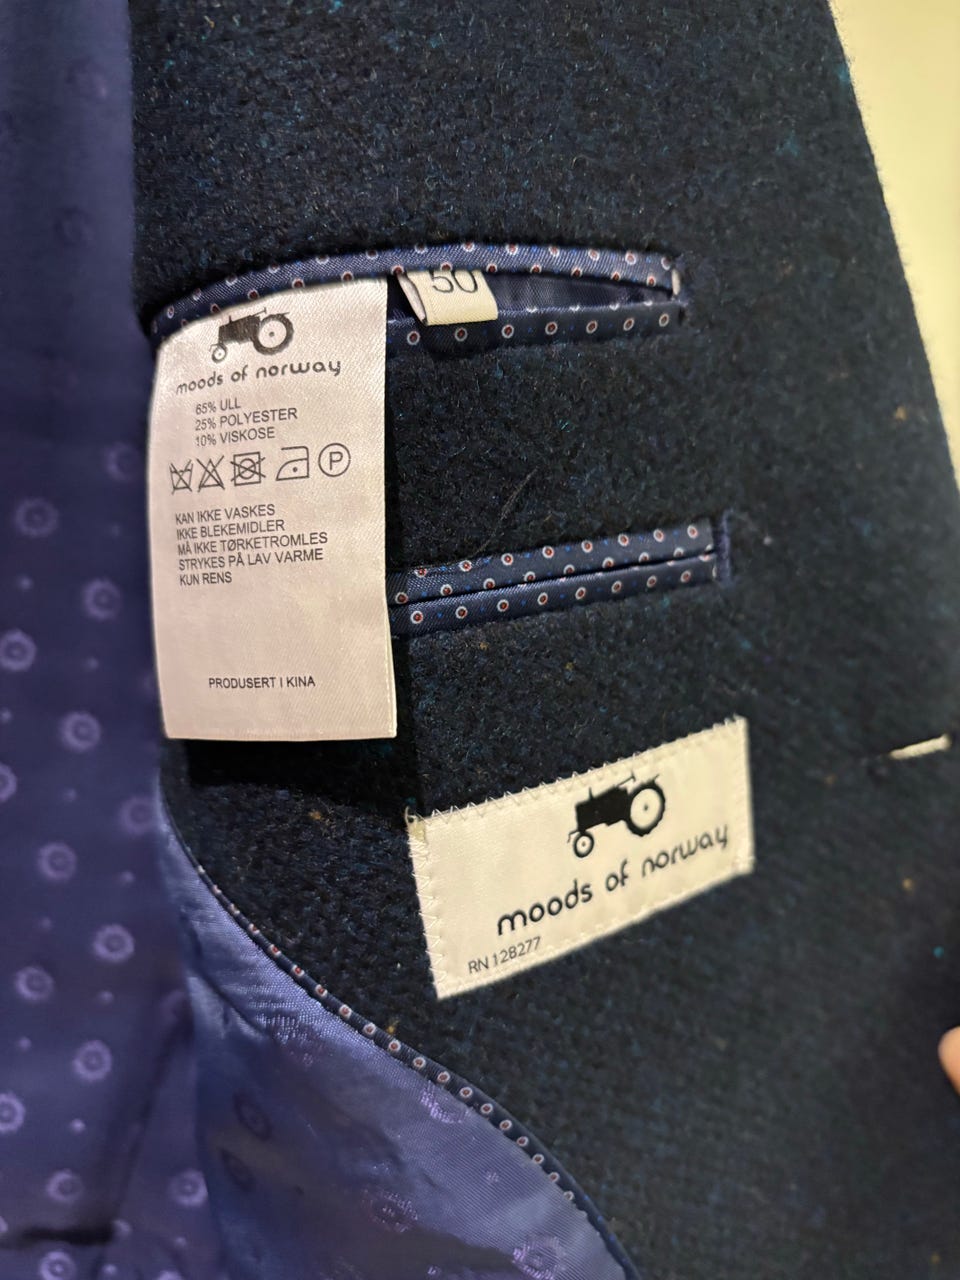 50
moods of norway
65% ULL
25% POLYESTER
10% VISKOSE
P
KAN IKKE VASKES
IKKE BLEKEMIDLER
MÅ IKKE TØRKETROMLES
STRYKES PÅ LAV VARME
KUN RENS
PRODUSERT I KINA
moods of norway
RN 128277